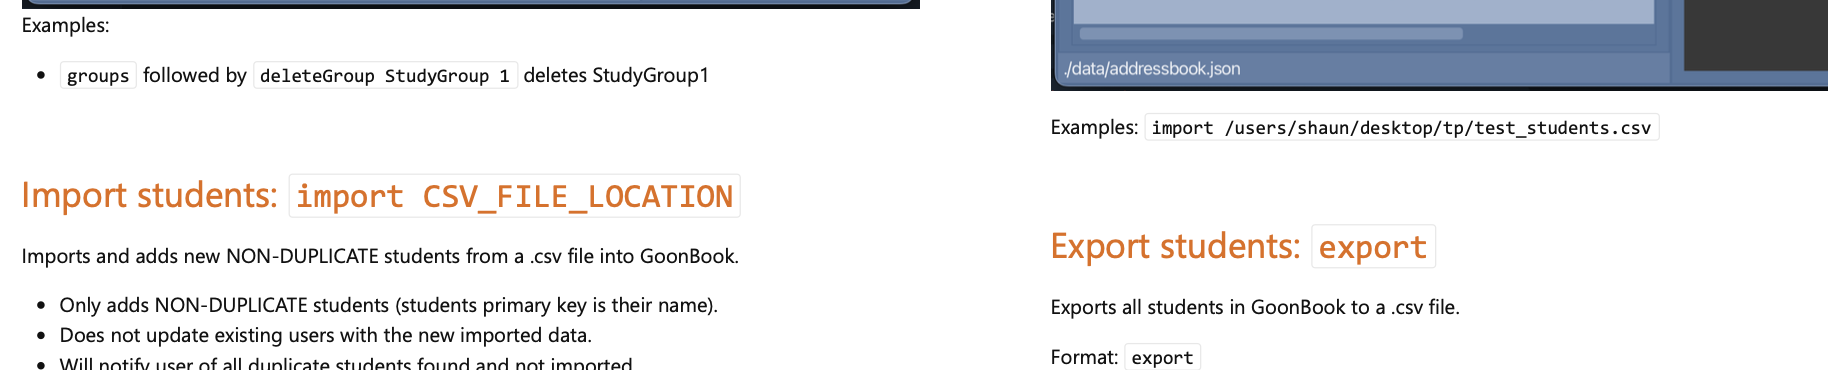 Examples:
• groups followed by deleteGroup StudyGroup 1 deletes StudyGroup1
Import students: import CSV_FILE_LOCATION
Imports and adds new NON-DUPLICATE students from a .csv file into GoonBook.
• Only adds NON-DUPLICATE students (students primary key is their name).
• Does not update existing users with the new imported data.
• Will notify user of all duplicate students found and not imported
./data/addressbook.json
Examples: import /users/shaun/desktop/tp/test_students.csv
Export students: export
Exports all students in GoonBook to a .csv file.
Format: export